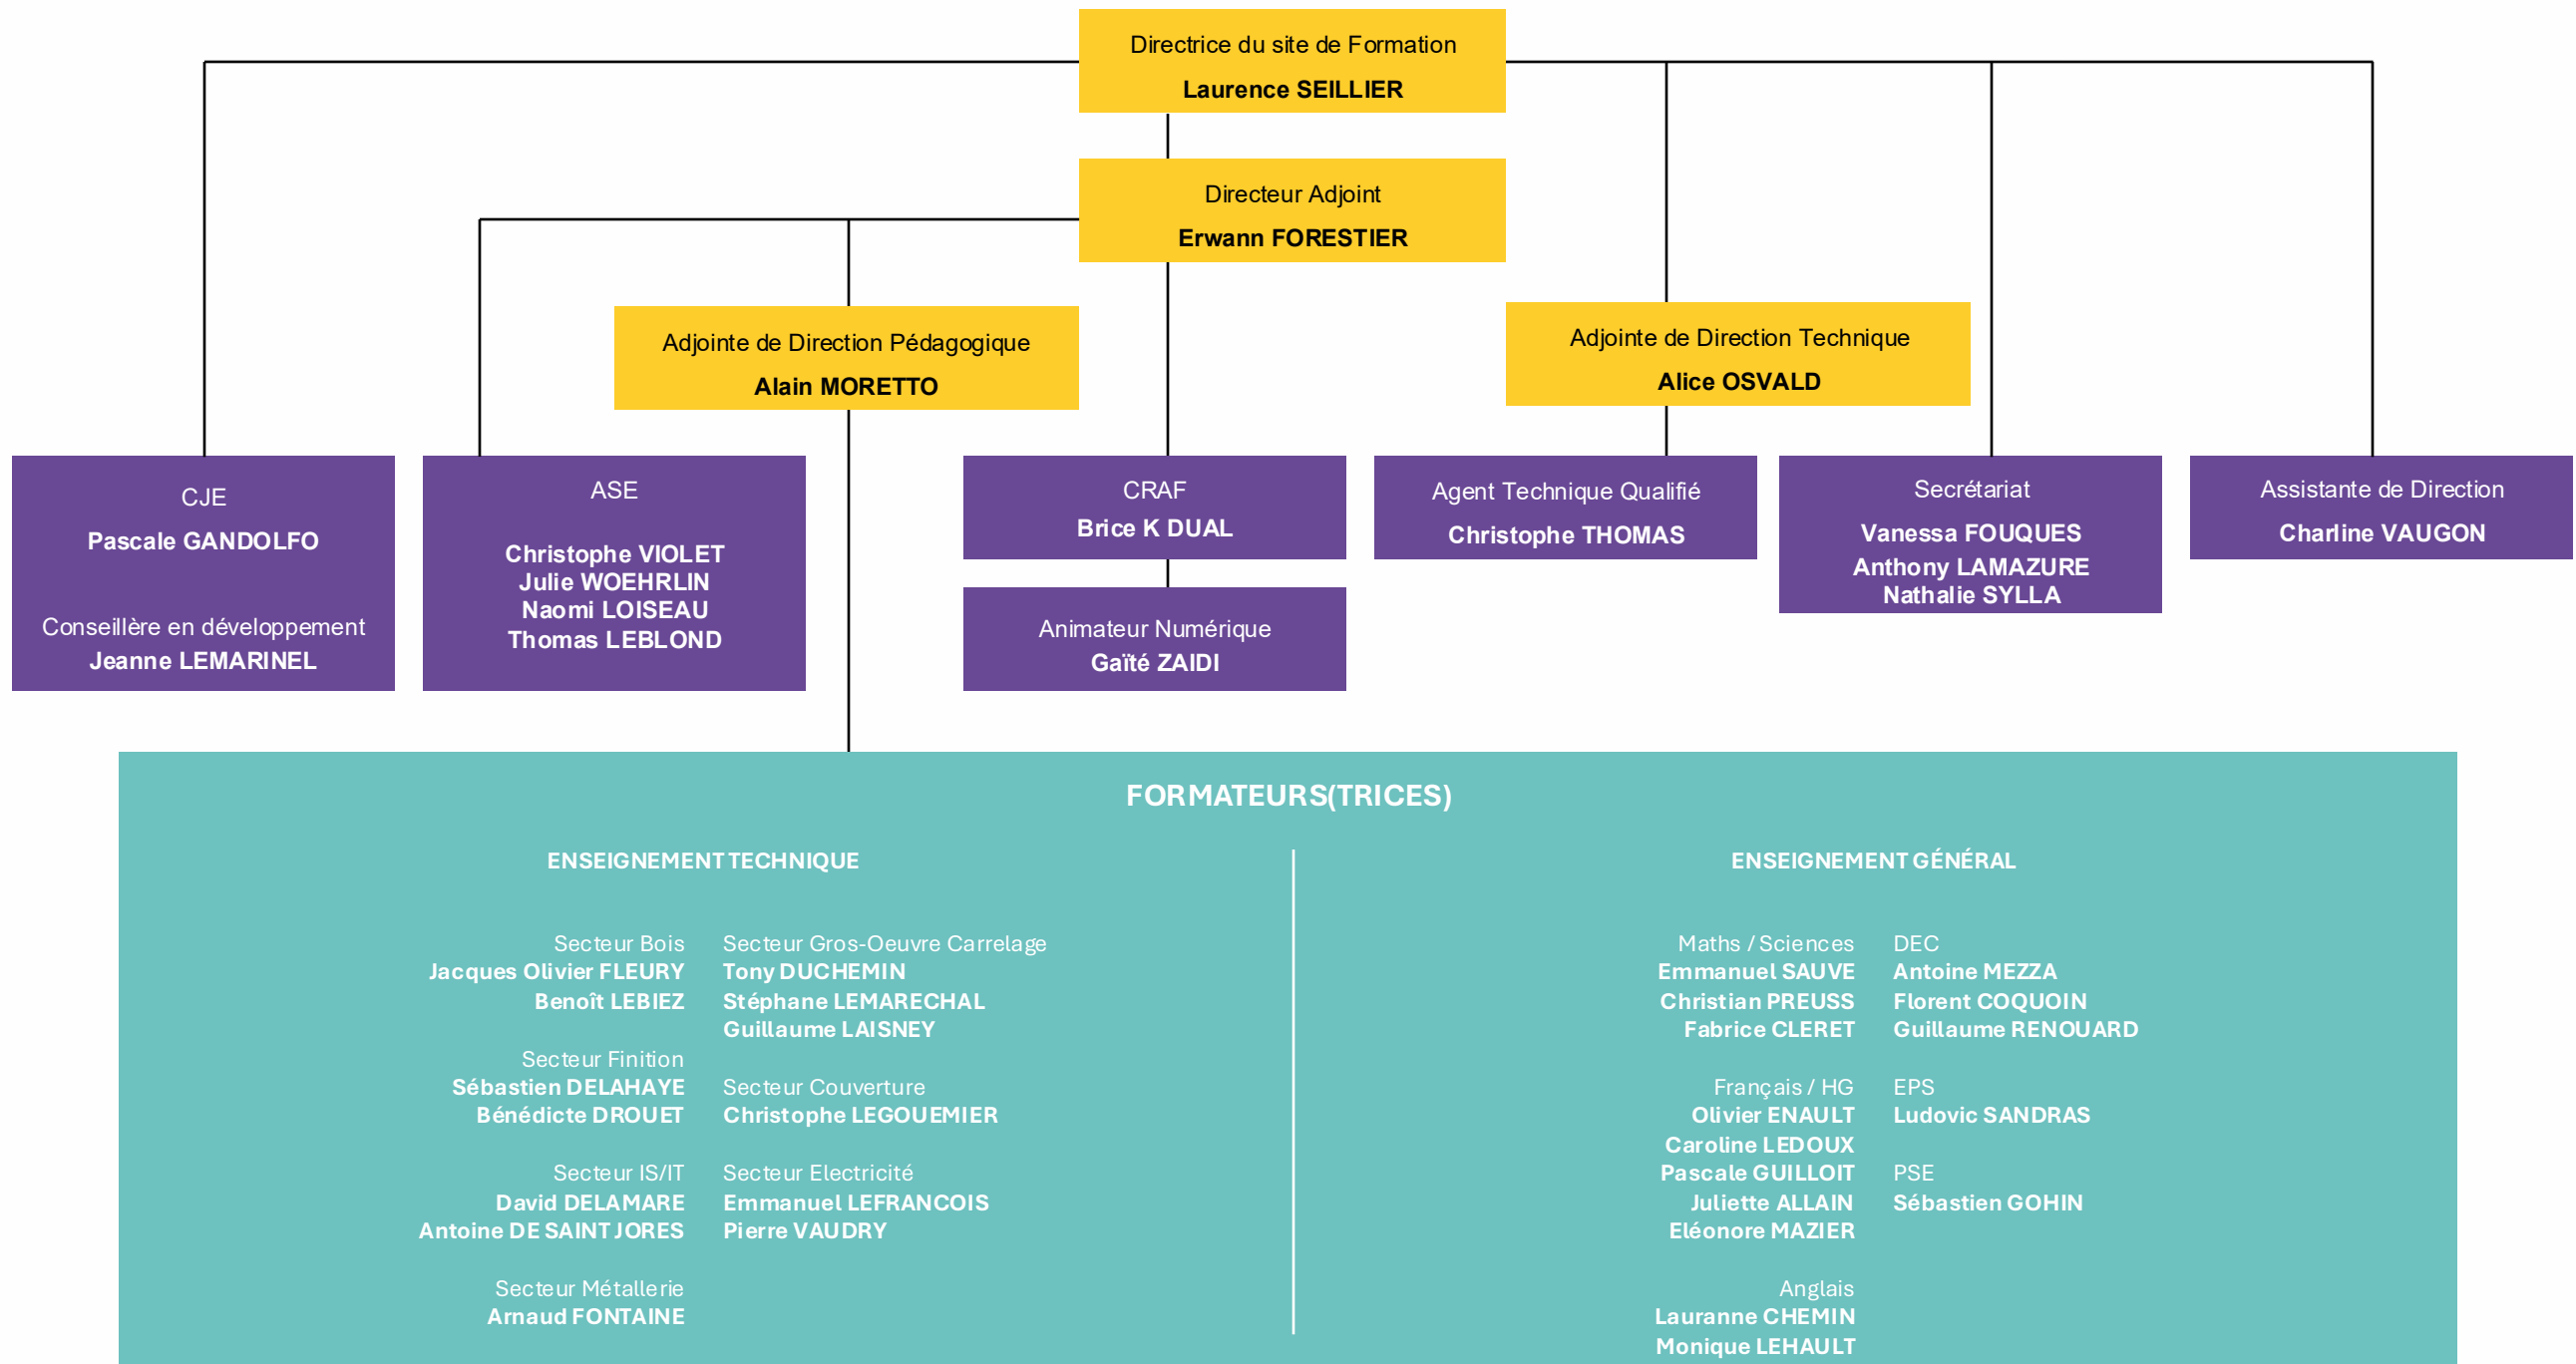 Directrice du site de Formation
Laurence SEILLIER
Directeur Adjoint
Erwann FORESTIER
Adjointe de Direction Pédagogique
Alain MORETTO
Adjointe de Direction Technique
Alice OSVALD
CJE
Pascale GANDOLFO
Conseillère en développement
Jeanne LEMARINEL
ASE
Christophe VIOLET
Julie WOEHRLIN
Naomi LOISEAU
Thomas LEBLOND
CRAF
Brice K DUAL
Animateur Numérique
Gaïté ZAIDI
Agent Technique Qualifié
Christophe THOMAS
Secrétariat
Vanessa FOUQUES
Anthony LAMAZURE
Nathalie SYLLA
Assistante de Direction
Charline VAUGON
FORMATEURS(TRICES)
ENSEIGNEMENT TECHNIQUE
Secteur Bois
Jacques Olivier FLEURY
Benoît LEBIEZ
Secteur Finition
Sébastien DELAHAYE
Bénédicte DROUET
Secteur IS/IT
David DELAMARE
Antoine DE SAINT JORES
Secteur Métallerie
Arnaud FONTAINE
Secteur Gros-Oeuvre Carrelage
Tony DUCHEMIN
Stéphane LEMARECHAL
Guillaume LAISNEY
Secteur Couverture
Christophe LEGOUEMIER
Secteur Electricité
Emmanuel LEFRANCOIS
Pierre VAUDRY
ENSEIGNEMENT GÉNÉRAL
Maths / Sciences
Emmanuel SAUVE
Christian PREUSS
Fabrice CLERET
Français / HG
Olivier ENAULT
Caroline LEDOUX
Pascale GUILLOIT
Juliette ALLAIN
Eléonore MAZIER
Anglais
Lauranne CHEMIN
Monique LEHAULT
DEC
Antoine MEZZA
Florent COQUOIN
Guillaume RENOUARD
EPS
Ludovic SANDRAS
PSE
Sébastien GOHIN